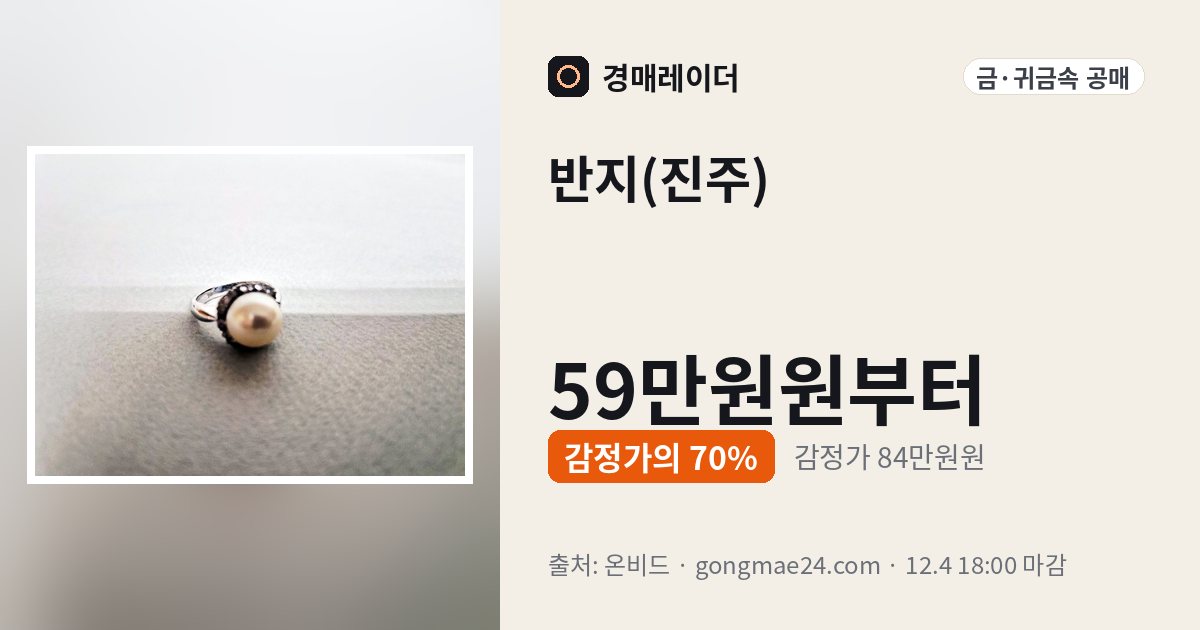 경매레이더
금·귀금속 공매
반지(진주)
59만원원부터
감정가의 70%
감정가 84만원원
출처: 온비드 · gongmae24.com · 12.4 18:00 마감